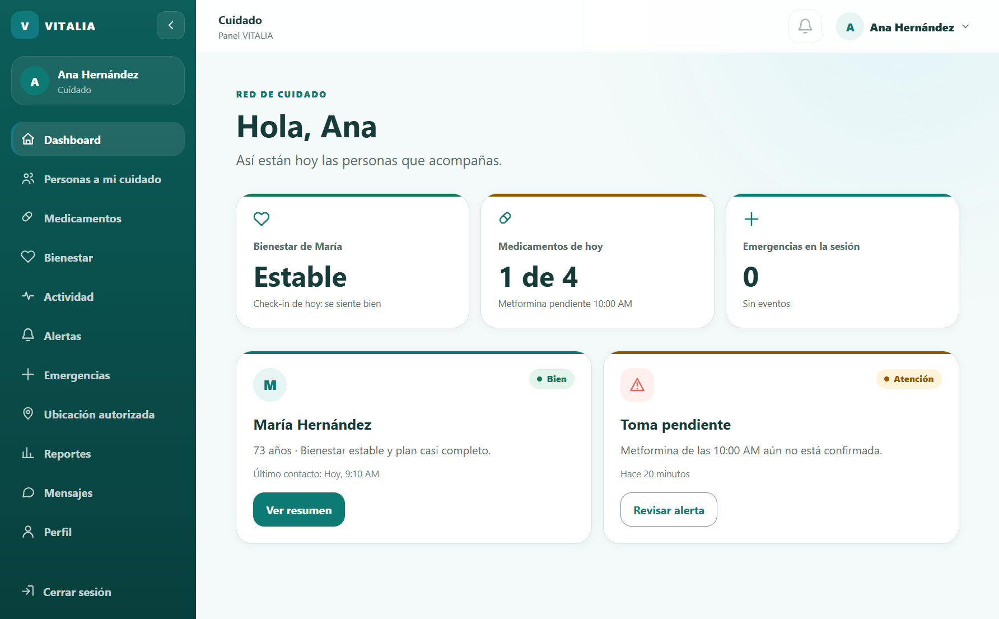 V VITALIA
A
Ana Hernández
Cuidado
Dashboard
Personas a mi cuidado
Medicamentos
Bienestar
Actividad
Alertas
Emergencias
Ubicación autorizada
Reportes
Mensajes
Perfil
Cerrar sesión
Cuidado
Panel VITALIA
A Ana Hernández
RED DE CUIDADO
Hola, Ana
Así están hoy las personas que acompañas.
Bienestar de María
Estable
Check-in de hoy: se siente bien
Medicamentos de hoy
1 de 4
Metformina pendiente 10:00 AM
Emergencias en la sesión
0
Sin eventos
M
Bien
María Hernández
73 años · Bienestar estable y plan casi completo.
Último contacto: Hoy, 9:10 AM
Ver resumen
Atención
Toma pendiente
Metformina de las 10:00 AM aún no está confirmada.
Hace 20 minutos
Revisar alerta